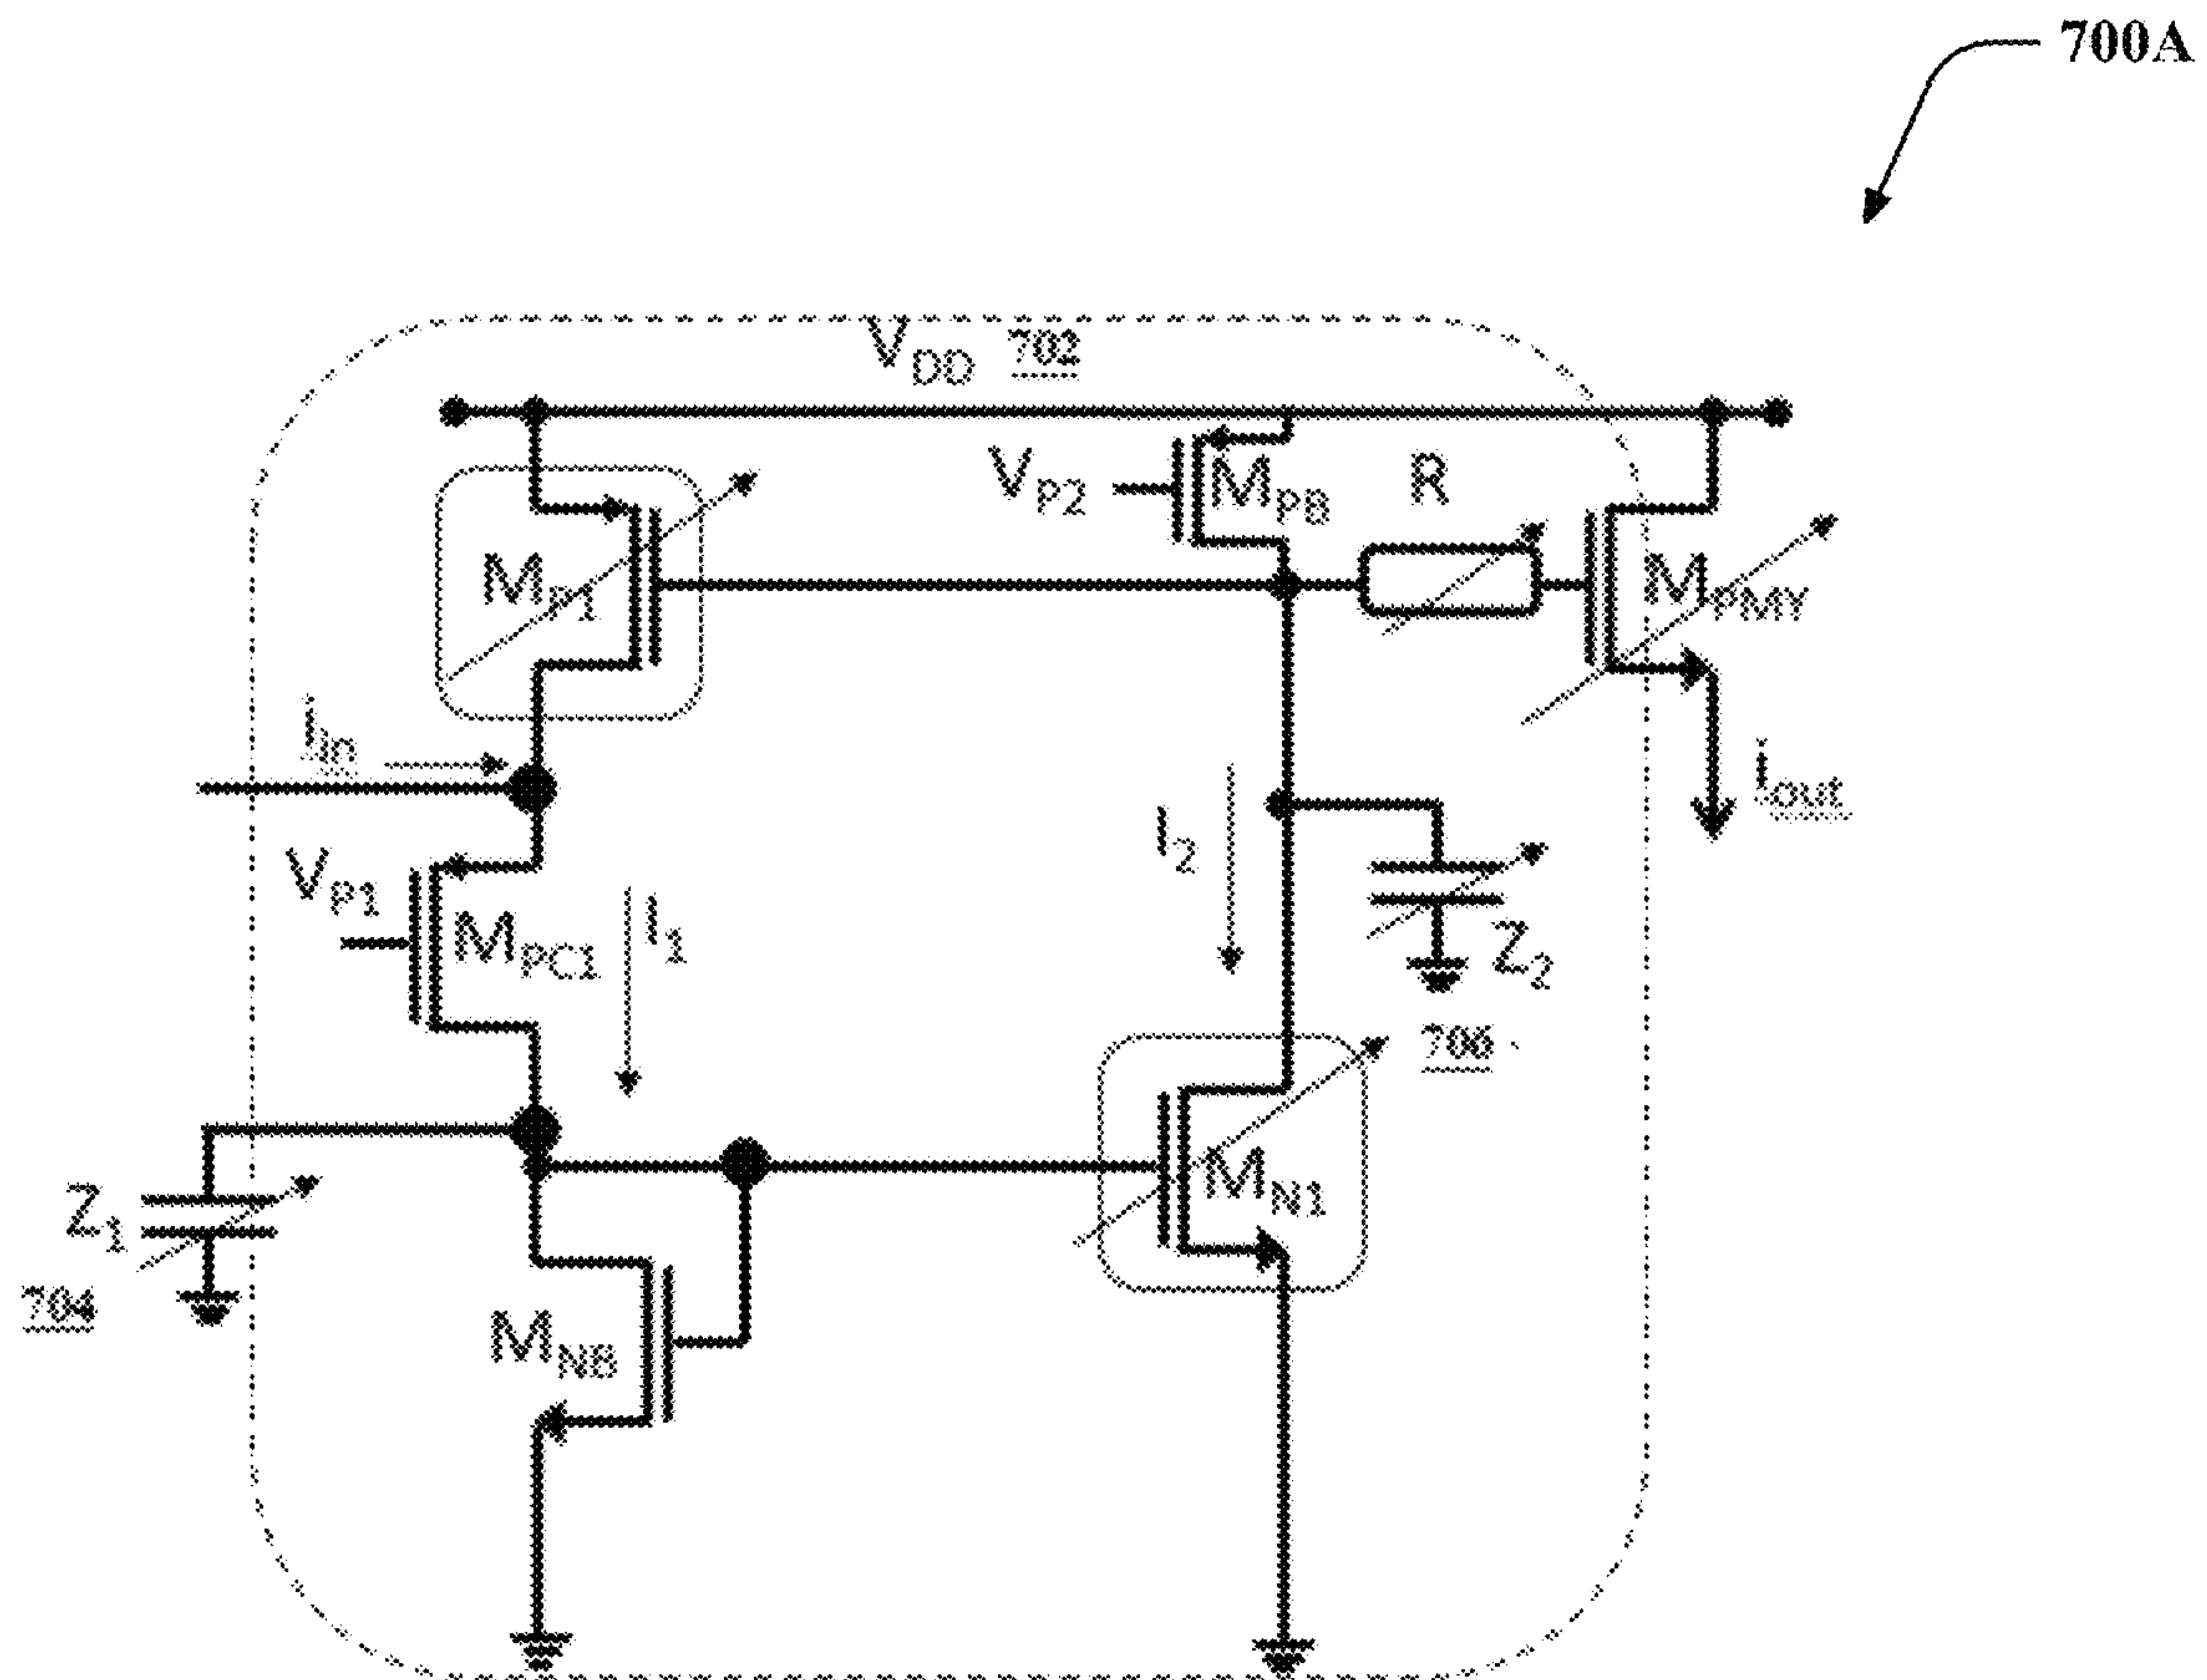 700A
VDD 702
VP2
MPB
R
MP1
MPMY
Iin
Iout
I2
VP1
MPC1
I1
Z2
706
MN1
Z1
704
MNB